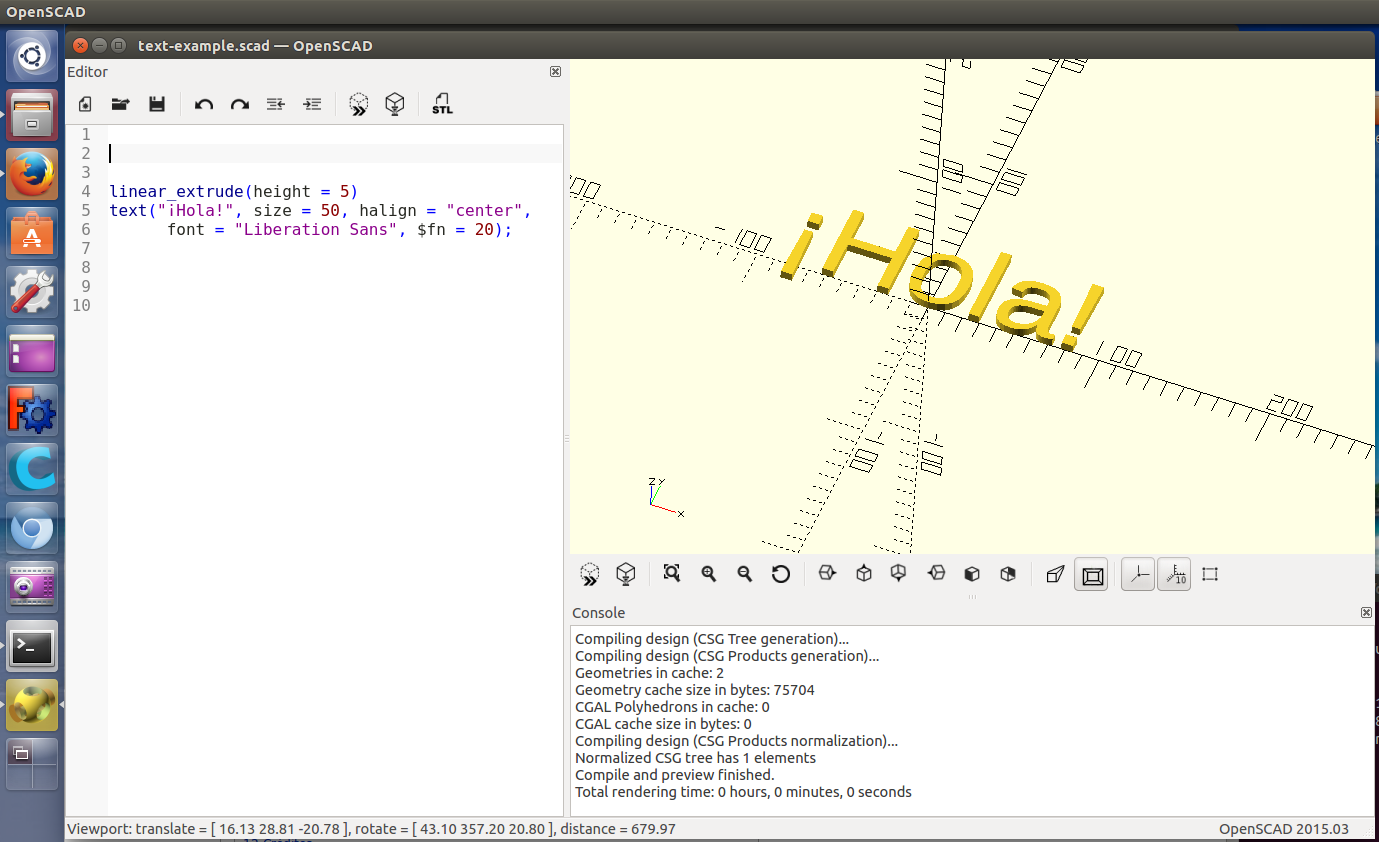 OpenSCAD
text-example.scad — OpenSCAD
Editor
STL
1
2
3
4 linear_extrude(height = 5)
5 text("¡Hola!", size = 50, halign = "center",
6 font = "Liberation Sans", $fn = 20);
7
8
9
10
100
100
¡Hola!
100
200
Z Y
X
10
Console
Compiling design (CSG Tree generation)...
Compiling design (CSG Products generation)...
Geometries in cache: 2
Geometry cache size in bytes: 75704
CGAL Polyhedrons in cache: 0
CGAL cache size in bytes: 0
Compiling design (CSG Products normalization)...
Normalized CSG tree has 1 elements
Compile and preview finished.
Total rendering time: 0 hours, 0 minutes, 0 seconds
Viewport: translate = [ 16.13 28.81 -20.78 ], rotate = [ 43.10 357.20 20.80 ], distance = 679.97
OpenSCAD 2015.03